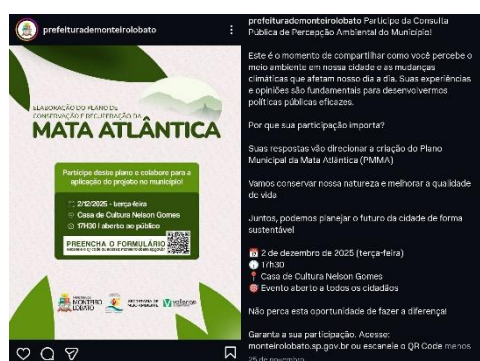 prefeiturademonteirolobato
ELABORAÇÃO DO PLANO DE
CONSERVAÇÃO E RECUPERAÇÃO DA
MATA ATLÂNTICA
Participe deste plano e colabore para a
aplicação do projeto no município!
2/12/2025 - terça-feira
Casa de Cultura Nelson Gomes
17H30 | aberto ao público
PREENCHA O FORMULÁRIO
MONTEIRO
LOBATO
SECRETARIA DE
MEIO AMBIENTE
prefeiturademonteirolobato Participe da Consulta
Pública de Percepção Ambiental do Município!
Este é o momento de compartilhar como você percebe o
meio ambiente em nossa cidade e as mudanças
climáticas que afetam nosso dia a dia. Suas experiências
e opiniões são fundamentais para desenvolvermos
políticas públicas eficazes.
Por que sua participação importa?
Suas respostas vão direcionar a criação do Plano
Municipal da Mata Atlântica (PMMA)
Vamos conservar nossa natureza e melhorar a qualidade
de vida
Juntos, podemos planejar o futuro da cidade de forma
sustentável
2 de dezembro de 2025 (terça-feira)
17h30
Casa de Cultura Nelson Gomes
Evento aberto a todos os cidadãos
Não perca esta oportunidade de fazer a diferença!
Garanta a sua participação. Acesse:
monteirolobato.sp.gov.br ou escaneie o QR Code menos
25 de novembro